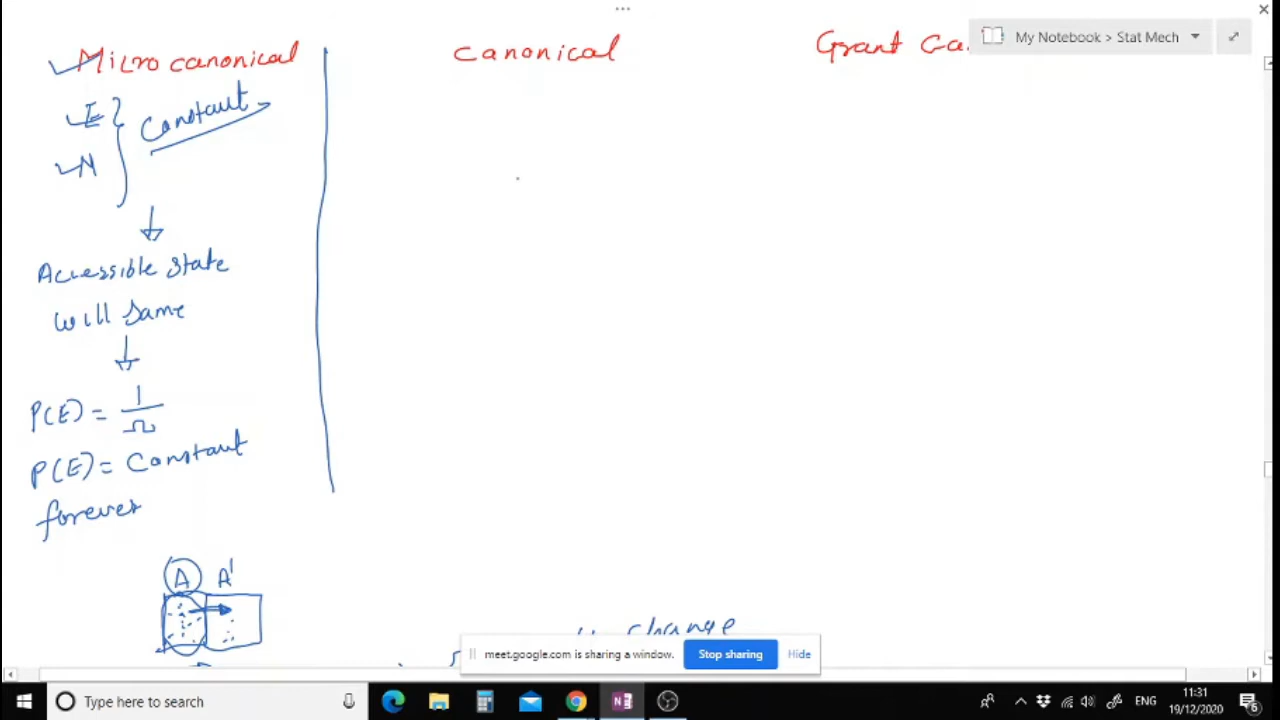 Micro canonical
canonical
Grant Ca
My Notebook > Stat Mech
E
N
Constant
Accessible State
will Same
P(E) = 1/Ω
P(E) = Constant
forever
A A'
change
meet.google.com is sharing a window.
Stop sharing
Hide
Type here to search
ENG
11:31
19/12/2020
6